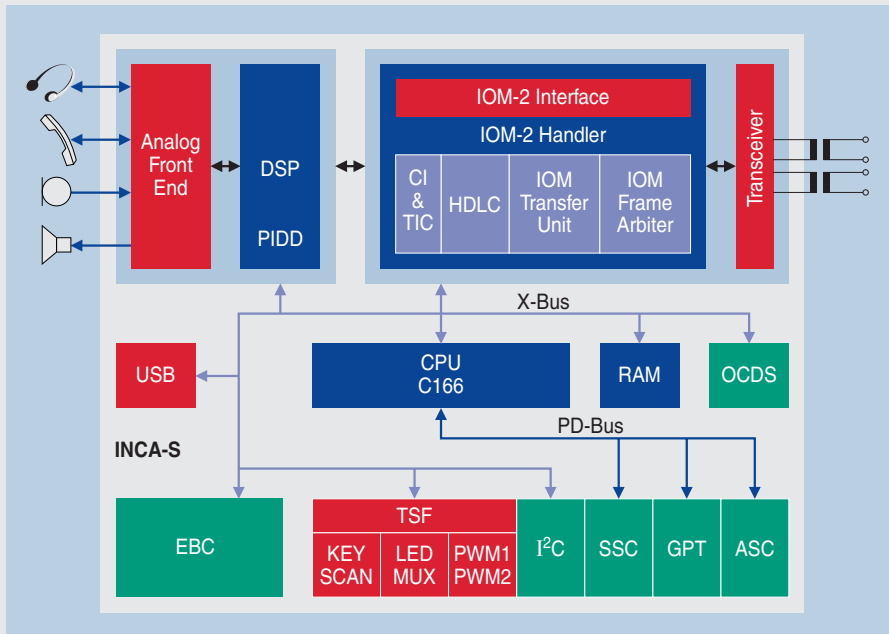 IOM-2 Interface
IOM-2 Handler
Analog
Front
End
DSP
PIDD
CI
&
TIC
HDLC
IOM
Transfer
Unit
IOM
Frame
Arbiter
Transceiver
X-Bus
USB
CPU
C166
RAM
OCDS
PD-Bus
INCA-S
EBC
TSF
KEY
SCAN
LED
MUX
PWM1
PWM2
I²C
SSC
GPT
ASC